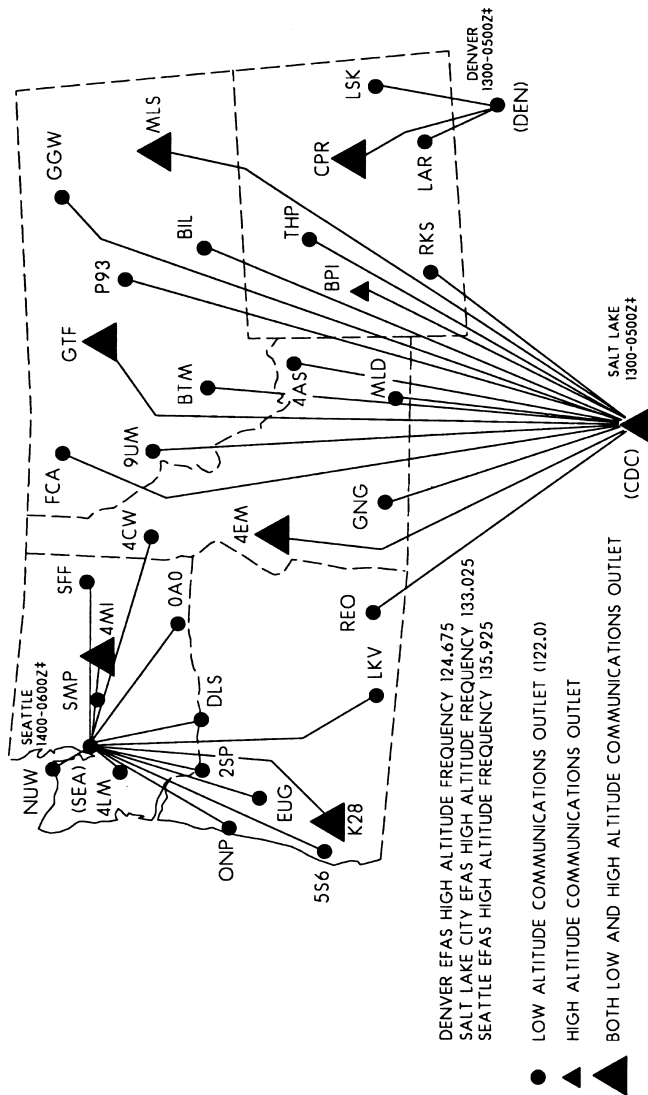 SEATTLE
1400-0600Z‡
NUW
(SEA)
SMP
SFF
4MI
4CW
4LM
0A0
DLS
2SP
ONP
EUG
5S6
K28
LKV
REO
FCA
9UM
GTF
BTM
P93
GGW
BIL
MLS
4EM
4AS
GNG
MLD
THP
BPI
RKS
CPR
LAR
LSK
DENVER
1300-0500Z‡
(DEN)
SALT LAKE
1300-0500Z‡
(CDC)
DENVER EFAS HIGH ALTITUDE FREQUENCY 124.675
SALT LAKE CITY EFAS HIGH ALTITUDE FREQUENCY 133.025
SEATTLE EFAS HIGH ALTITUDE FREQUENCY 135.925
LOW ALTITUDE COMMUNICATIONS OUTLET (122.0)
HIGH ALTITUDE COMMUNICATIONS OUTLET
BOTH LOW AND HIGH ALTITUDE COMMUNICATIONS OUTLET